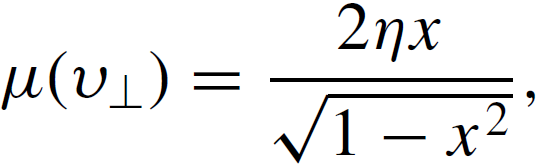 μ(υ⊥) = 2ηx / √(1 − x²),